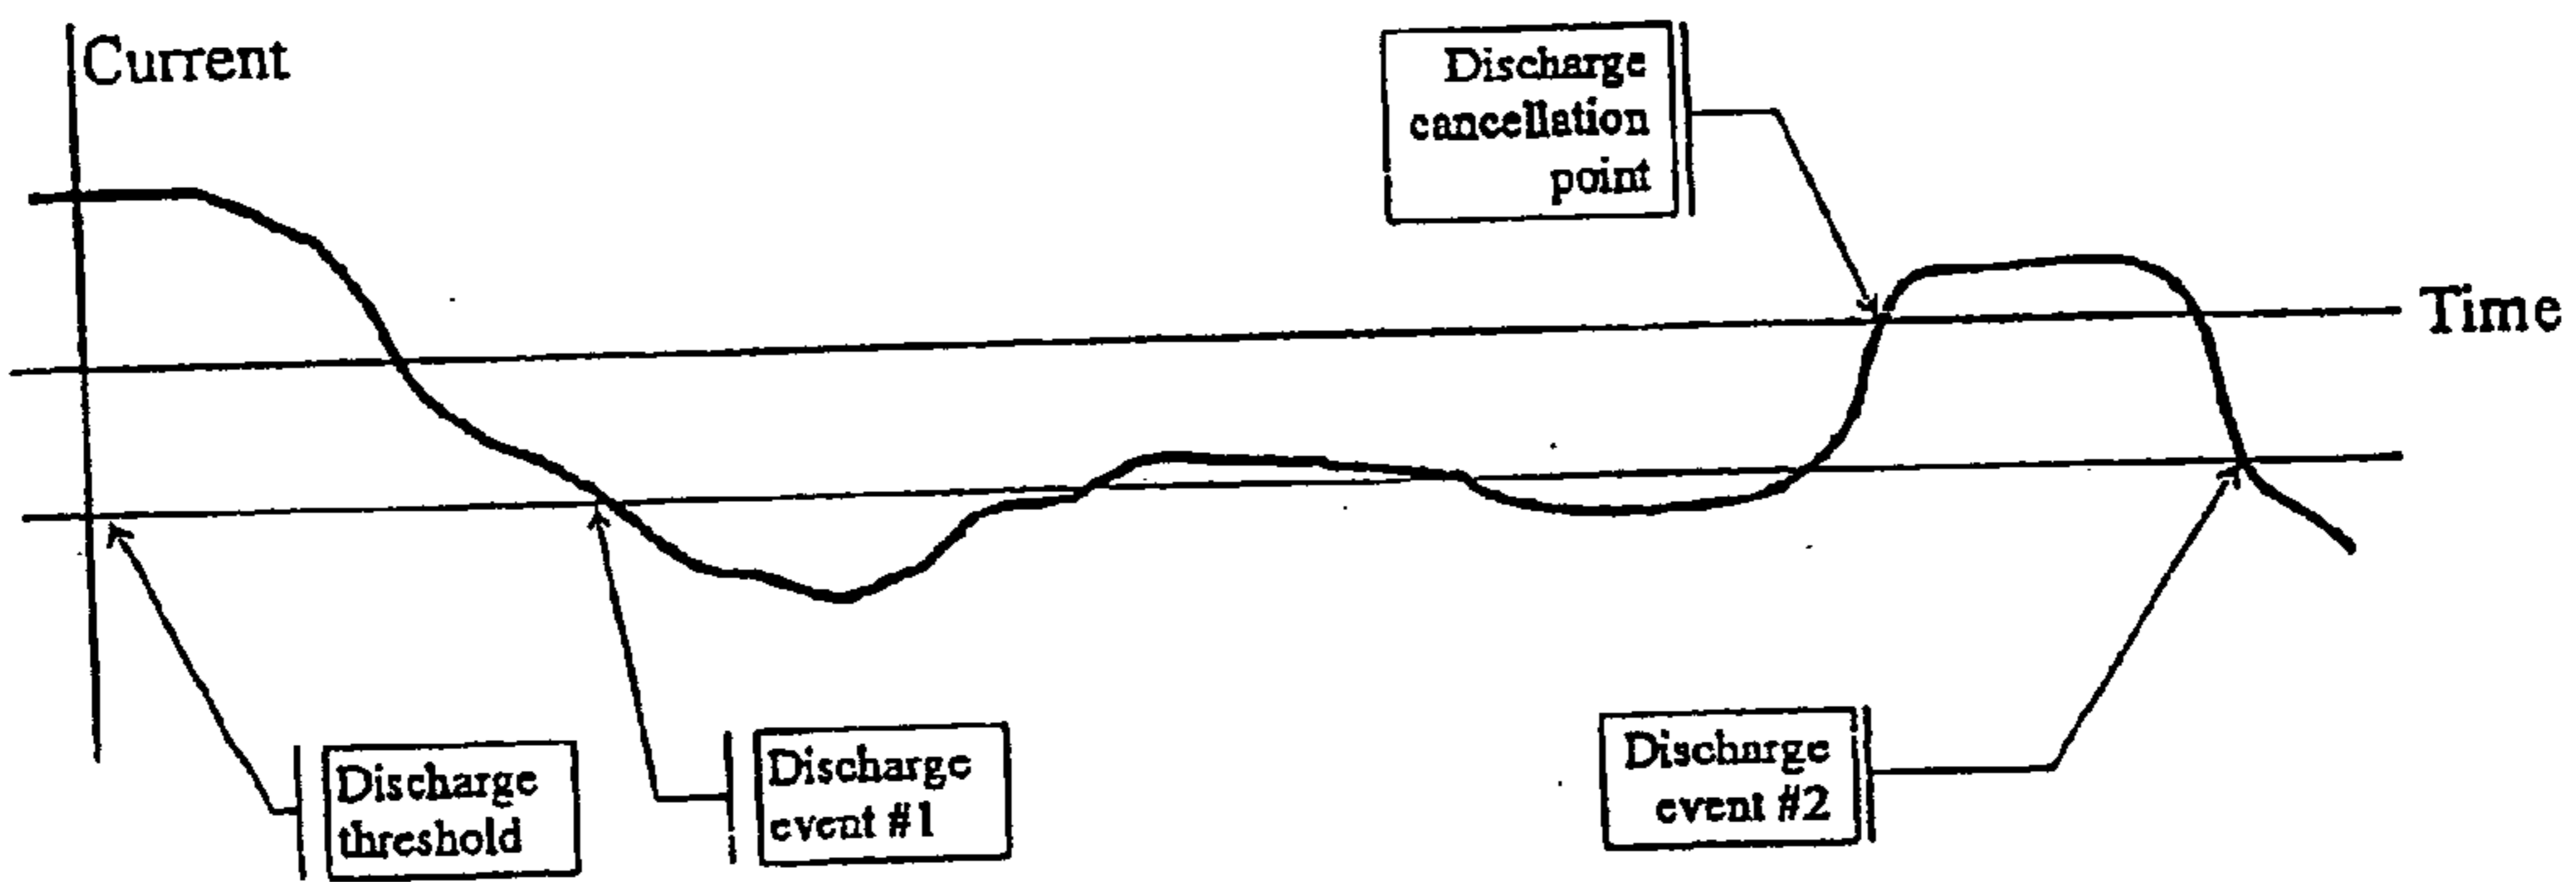 Current
Discharge
cancellation
point
Time
Discharge
threshold
Discharge
event #1
Discharge
event #2